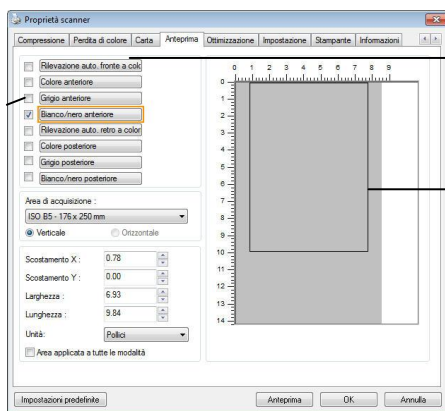 Proprietà scanner
Compressione Perdita di colore Carta Anteprima Ottimizzazione Impostazione Stampante Informazioni
Rilevazione auto. fronte a colo
Colore anteriore
Grigio anteriore
Bianco/nero anteriore
Rilevazione auto. retro a color
Colore posteriore
Grigio posteriore
Bianco/nero posteriore
Area di acquisizione :
ISO B5 - 176 x 250 mm
Verticale Orizzontale
Scostamento X : 0.78
Scostamento Y : 0.00
Larghezza : 6.93
Lunghezza : 9.84
Unità: Pollici
Area applicata a tutte le modalità
0 1 2 3 4 5 6 7 8 9
0
1
2
3
4
5
6
7
8
9
10
11
12
13
14
Impostazioni predefinite Anteprima OK Annulla